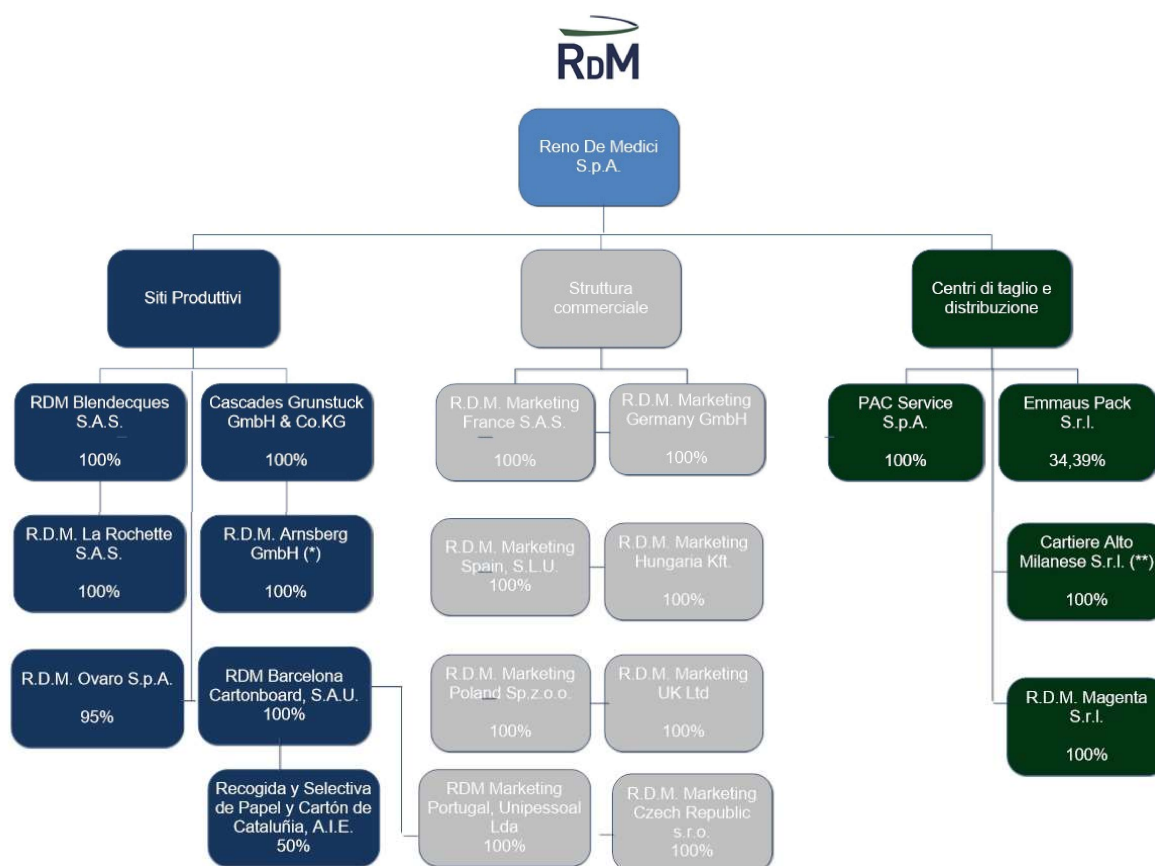 RDM
Reno De Medici
S.p.A.
Siti Produttivi
Struttura
commerciale
Centri di taglio e
distribuzione
RDM Blendecques
S.A.S.
100%
Cascades Grunstuck
GmbH & Co.KG
100%
R.D.M. Marketing
France S.A.S.
100%
R.D.M. Marketing
Germany GmbH
100%
PAC Service
S.p.A.
100%
Emmaus Pack
S.r.l.
34,39%
R.D.M. La Rochette
S.A.S.
100%
R.D.M. Arnsberg
GmbH (*)
100%
R.D.M. Marketing
Spain, S.L.U.
100%
R.D.M. Marketing
Hungaria Kft.
100%
Cartiere Alto
Milanese S.r.l. (**)
100%
R.D.M. Ovaro S.p.A.
95%
RDM Barcelona
Cartonboard, S.A.U.
100%
R.D.M. Marketing
Poland Sp.z.o.o.
100%
R.D.M. Marketing
UK Ltd
100%
R.D.M. Magenta
S.r.l.
100%
Recogida y Selectiva
de Papel y Cartón de
Cataluñia, A.I.E.
50%
RDM Marketing
Portugal, Unipessoal
Lda
100%
R.D.M. Marketing
Czech Republic
s.r.o.
100%